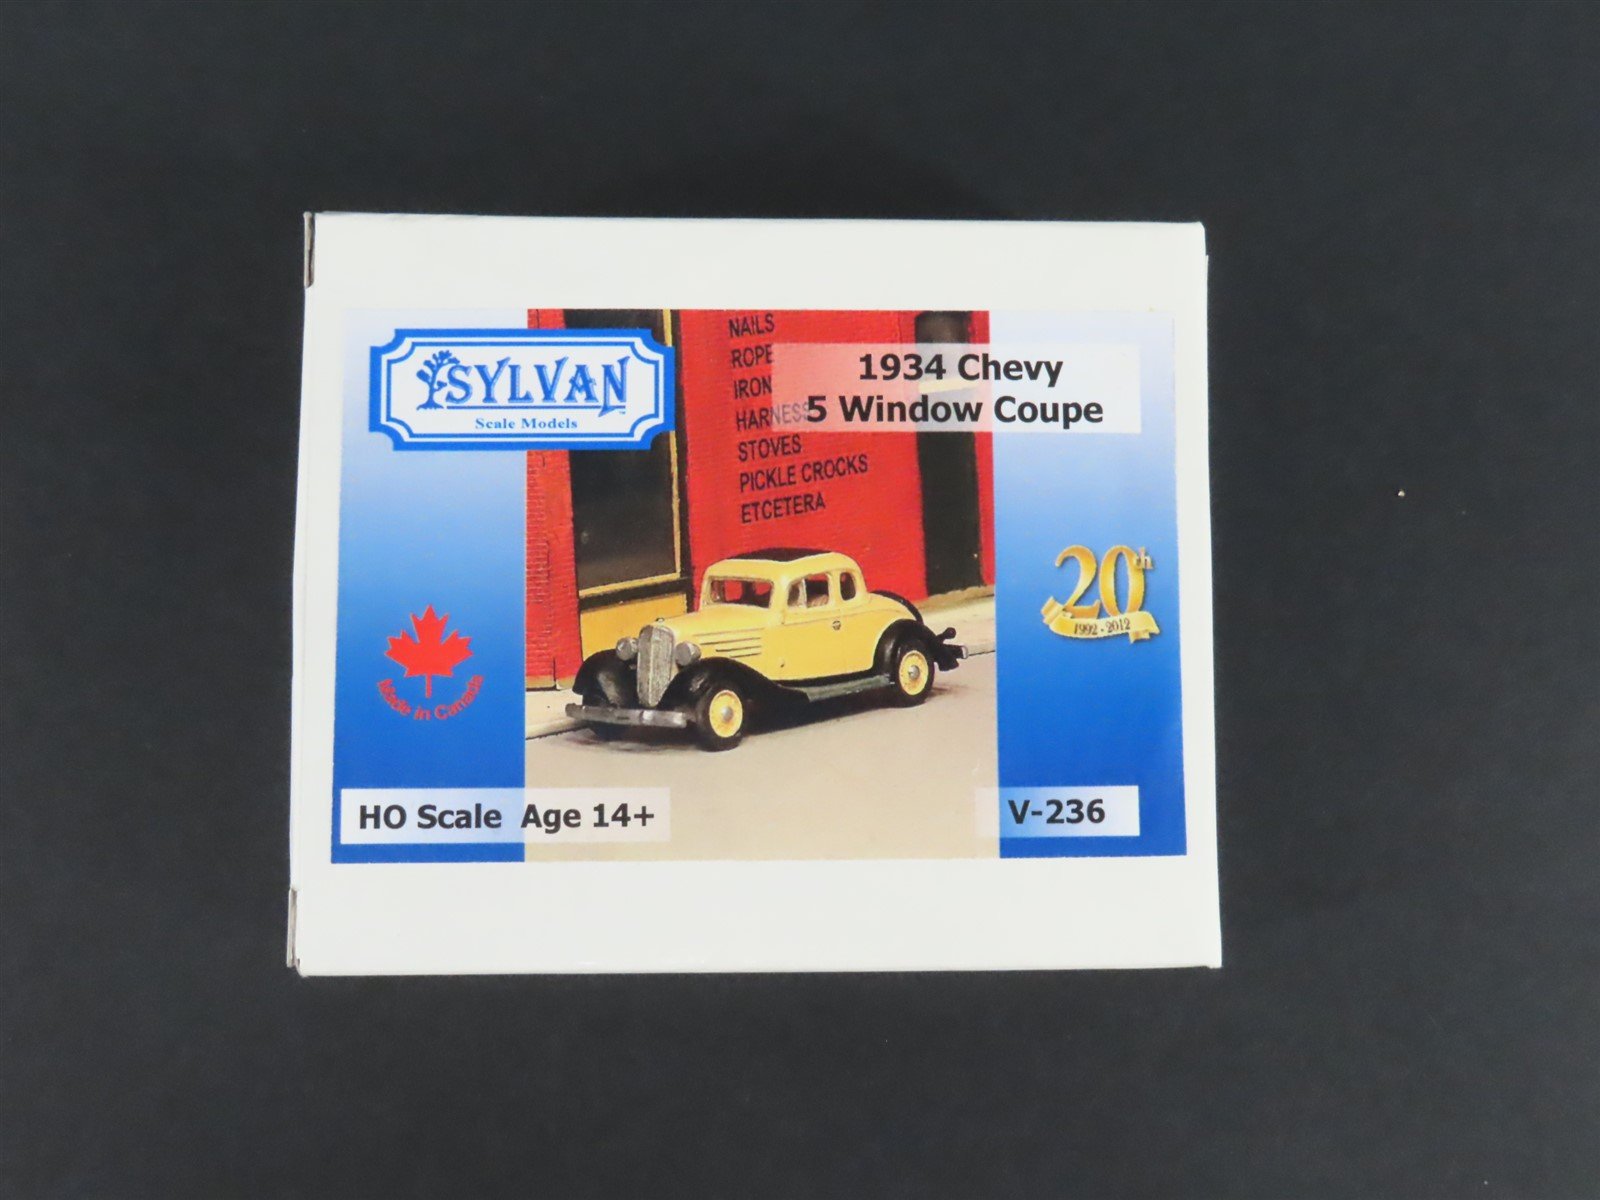 SYLVAN™
Scale Models
1934 Chevy
5 Window Coupe
NAILS
ROPE
IRON
HARNESS
STOVES
PICKLE CROCKS
ETCETERA
20th
1992 - 2012
Made in Canada
HO Scale Age 14+
V-236